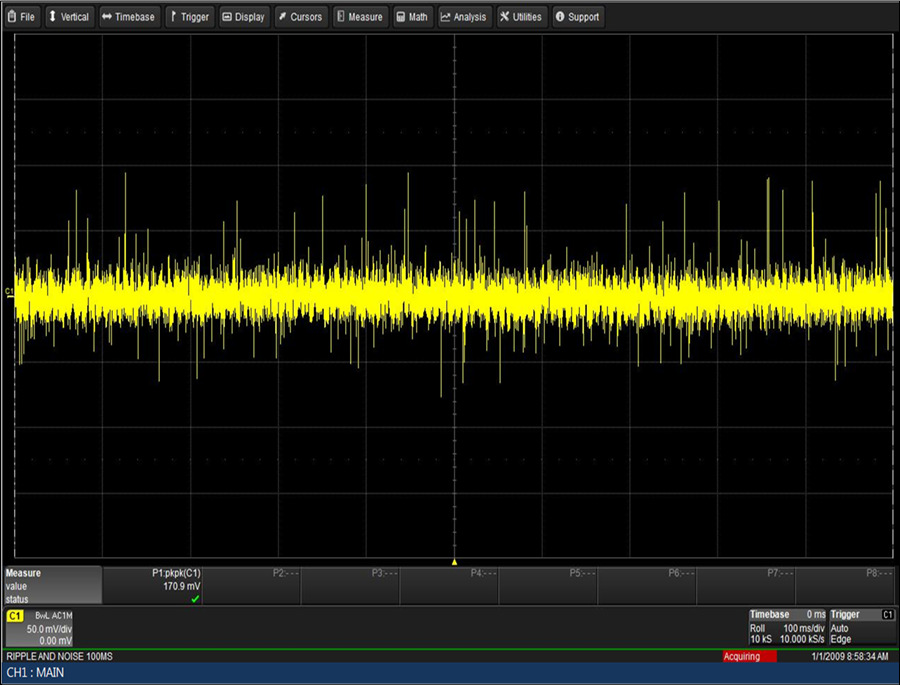 File Vertical Timebase Trigger Display Cursors Measure Math Analysis Utilities Support
C1
Measure P1:pkpk(C1) P2:--- P3:--- P4:--- P5:--- P6:--- P7:--- P8:---
value 170.9 mV
status
C1 BwL AC1M
50.0 mV/div
0.00 mV
Timebase 0 ms Trigger C1
Roll 100 ms/div Auto
10 kS 10.000 kS/s Edge
RIPPLE AND NOISE 100MS Acquiring 1/1/2009 8:58:34 AM
CH1 : MAIN